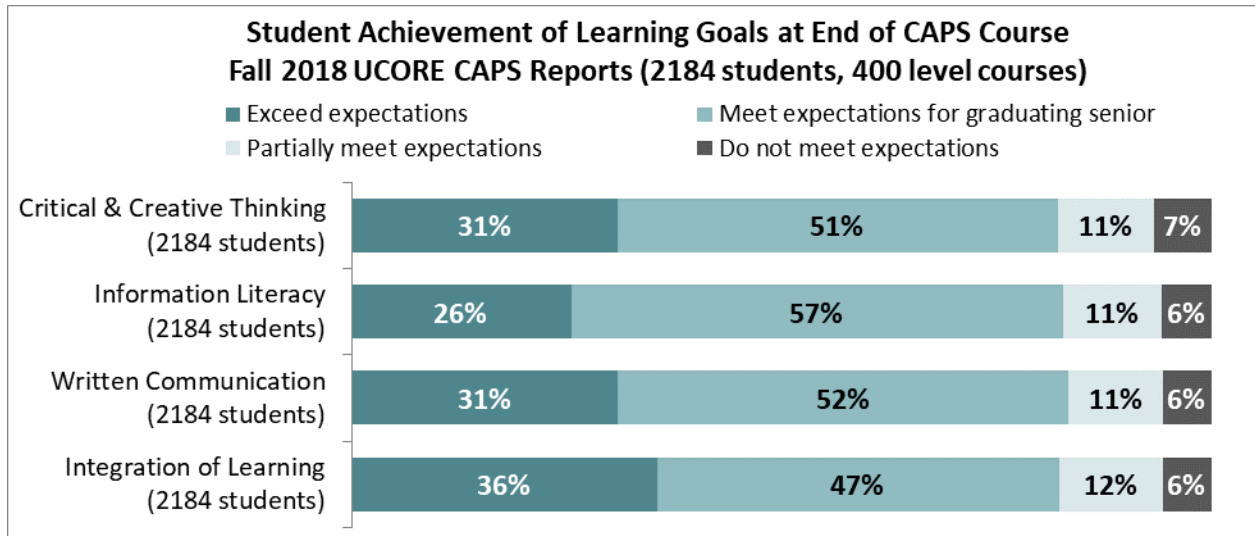 Student Achievement of Learning Goals at End of CAPS Course
Fall 2018 UCORE CAPS Reports (2184 students, 400 level courses)
Exceed expectations Meet expectations for graduating senior
Partially meet expectations Do not meet expectations
Critical & Creative Thinking
(2184 students)
31% 51% 11% 7%
Information Literacy
(2184 students)
26% 57% 11% 6%
Written Communication
(2184 students)
31% 52% 11% 6%
Integration of Learning
(2184 students)
36% 47% 12% 6%